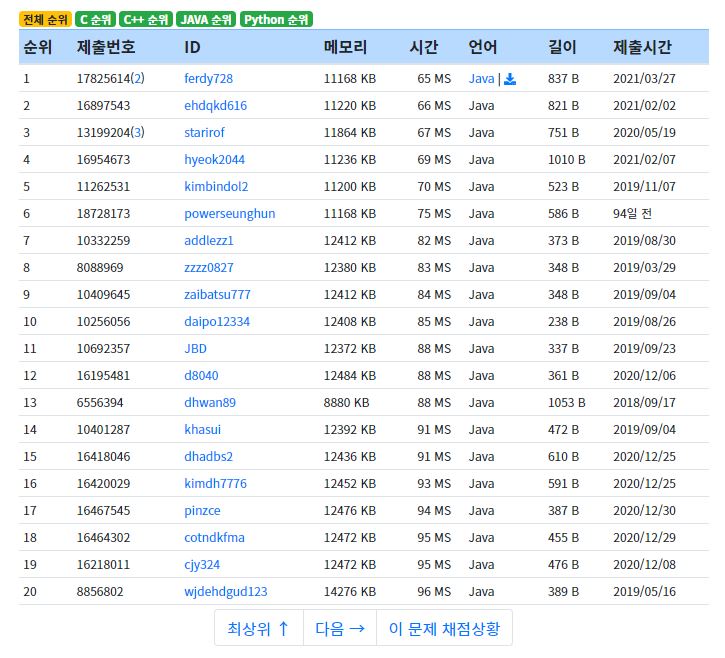 전체 순위 C 순위 C++ 순위 JAVA 순위 Python 순위
순위 제출번호 ID 메모리 시간 언어 길이 제출시간
1 17825614(2) ferdy728 11168 KB 65 MS Java | 837 B 2021/03/27
2 16897543 ehdqkd616 11220 KB 66 MS Java 821 B 2021/02/02
3 13199204(3) starirof 11864 KB 67 MS Java 751 B 2020/05/19
4 16954673 hyeok2044 11236 KB 69 MS Java 1010 B 2021/02/07
5 11262531 kimbindol2 11200 KB 70 MS Java 523 B 2019/11/07
6 18728173 powerseunghun 11168 KB 75 MS Java 586 B 94일 전
7 10332259 addlezz1 12412 KB 82 MS Java 373 B 2019/08/30
8 8088969 zzzz0827 12380 KB 83 MS Java 348 B 2019/03/29
9 10409645 zaibatsu777 12412 KB 84 MS Java 348 B 2019/09/04
10 10256056 daipo12334 12408 KB 85 MS Java 238 B 2019/08/26
11 10692357 JBD 12372 KB 88 MS Java 337 B 2019/09/23
12 16195481 d8040 12484 KB 88 MS Java 361 B 2020/12/06
13 6556394 dhwan89 8880 KB 88 MS Java 1053 B 2018/09/17
14 10401287 khasui 12392 KB 91 MS Java 472 B 2019/09/04
15 16418046 dhadbs2 12436 KB 91 MS Java 610 B 2020/12/25
16 16420029 kimdh7776 12452 KB 93 MS Java 591 B 2020/12/25
17 16467545 pinzce 12476 KB 94 MS Java 387 B 2020/12/30
18 16464302 cotndkfma 12472 KB 95 MS Java 455 B 2020/12/29
19 16218011 cjy324 12472 KB 95 MS Java 476 B 2020/12/08
20 8856802 wjdehdgud123 14276 KB 96 MS Java 389 B 2019/05/16
최상위 ↑ 다음 → 이 문제 채점상황